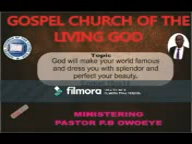 GOSPEL CHURCH OF THE
LIVING GOD
Topic
God will make your world famous
and dress you with splendor and
perfect your beauty.
filmora
MINISTERING
PASTOR P.B OWOEYE